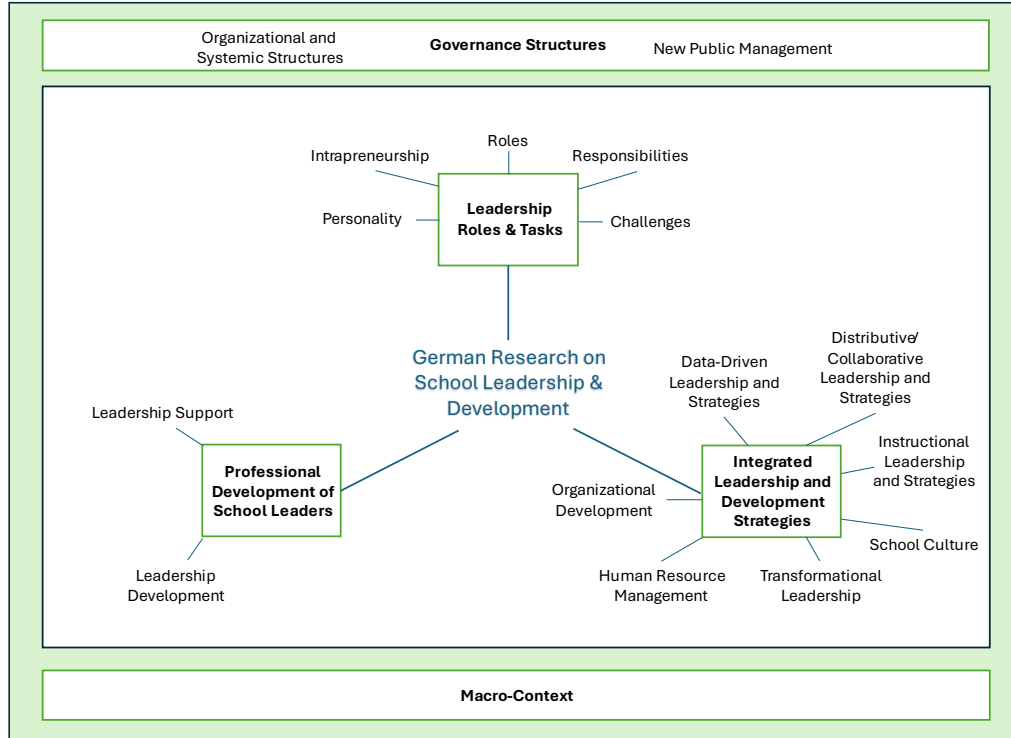 Organizational and
Systemic Structures
Governance Structures
New Public Management
Roles
Intrapreneurship
Responsibilities
Personality
Leadership
Roles & Tasks
Challenges
German Research on
School Leadership &
Development
Distributive/
Collaborative
Leadership and
Strategies
Data-Driven
Leadership and
Strategies
Leadership Support
Instructional
Leadership
and Strategies
Professional
Development of
School Leaders
Integrated
Leadership and
Development
Strategies
Organizational
Development
School Culture
Leadership
Development
Human Resource
Management
Transformational
Leadership
Macro-Context